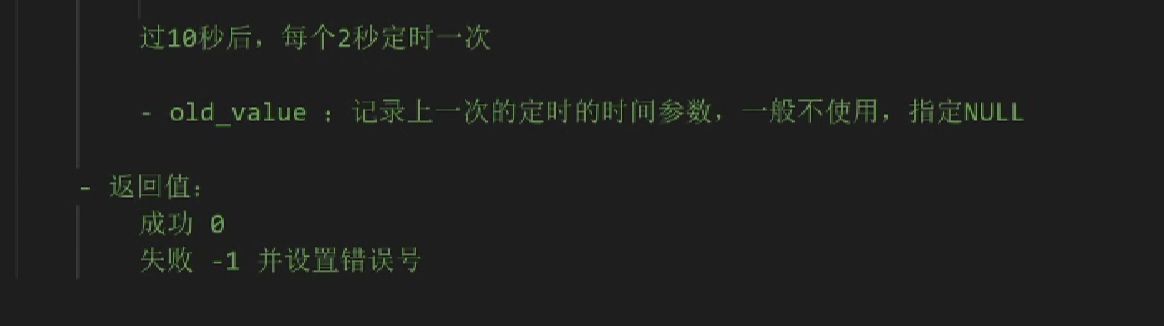 过10秒后，每个2秒定时一次
- old_value : 记录上一次的定时的时间参数，一般不使用，指定NULL
- 返回值：
成功 0
失败 -1 并设置错误号